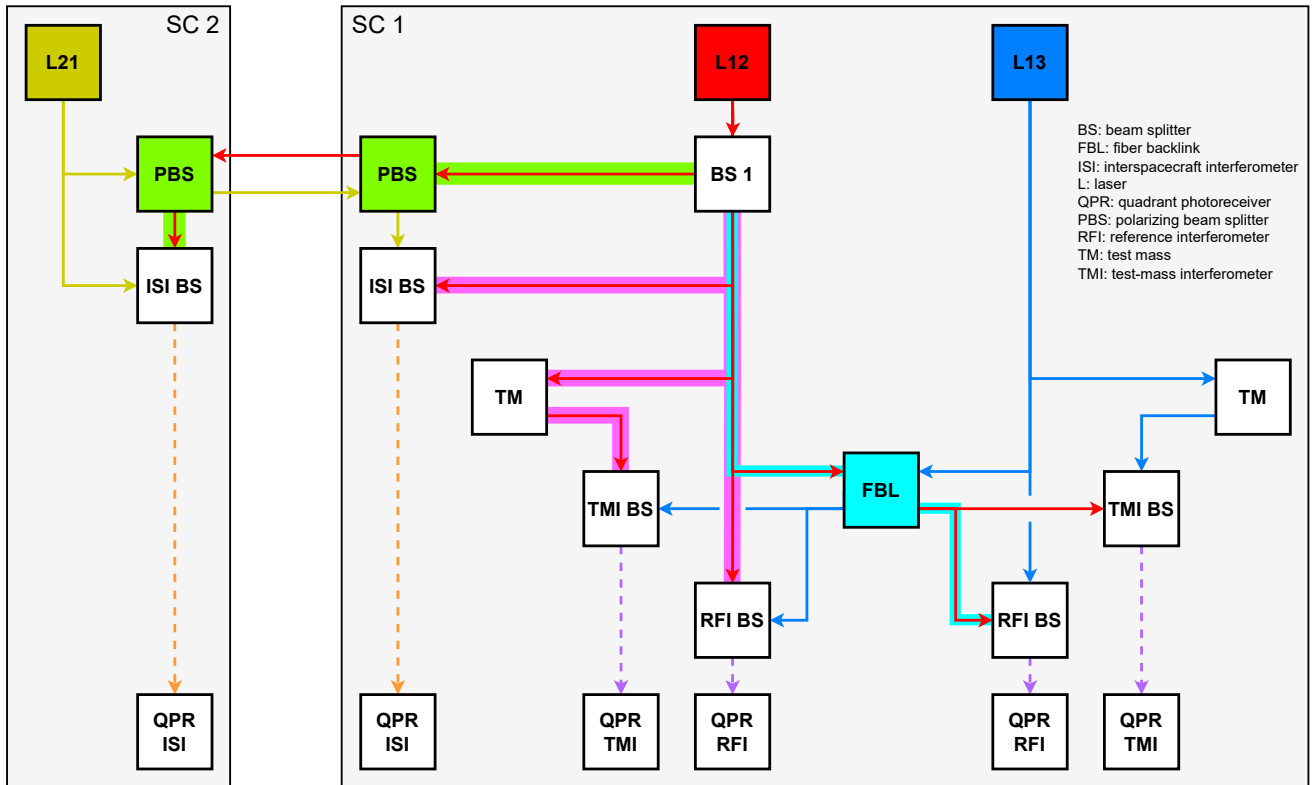 SC 2
SC 1
L21
L12
L13
BS: beam splitter
FBL: fiber backlink
ISI: interspacecraft interferometer
L: laser
QPR: quadrant photoreceiver
PBS: polarizing beam splitter
RFI: reference interferometer
TM: test mass
TMI: test-mass interferometer
PBS
PBS
BS 1
ISI BS
ISI BS
TM
TM
FBL
TMI BS
TMI BS
RFI BS
RFI BS
QPR
ISI
QPR
ISI
QPR
TMI
QPR
RFI
QPR
RFI
QPR
TMI